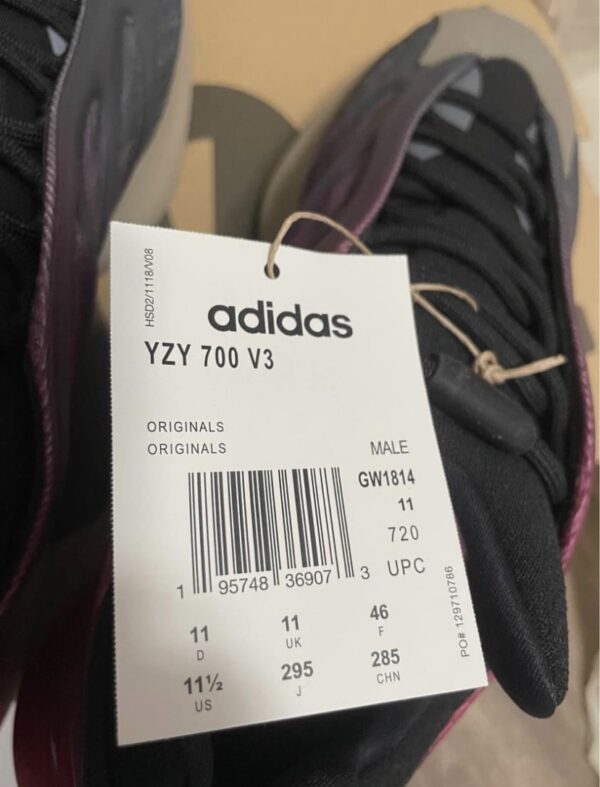 HSD2/1118/V08
adidas
YZY 700 V3
ORIGINALS
ORIGINALS
MALE
GW1814
11
720
UPC
1 95748 36907 3
11 11 46
D UK F
11½ 295 285
US J CHN
PO# 129710786